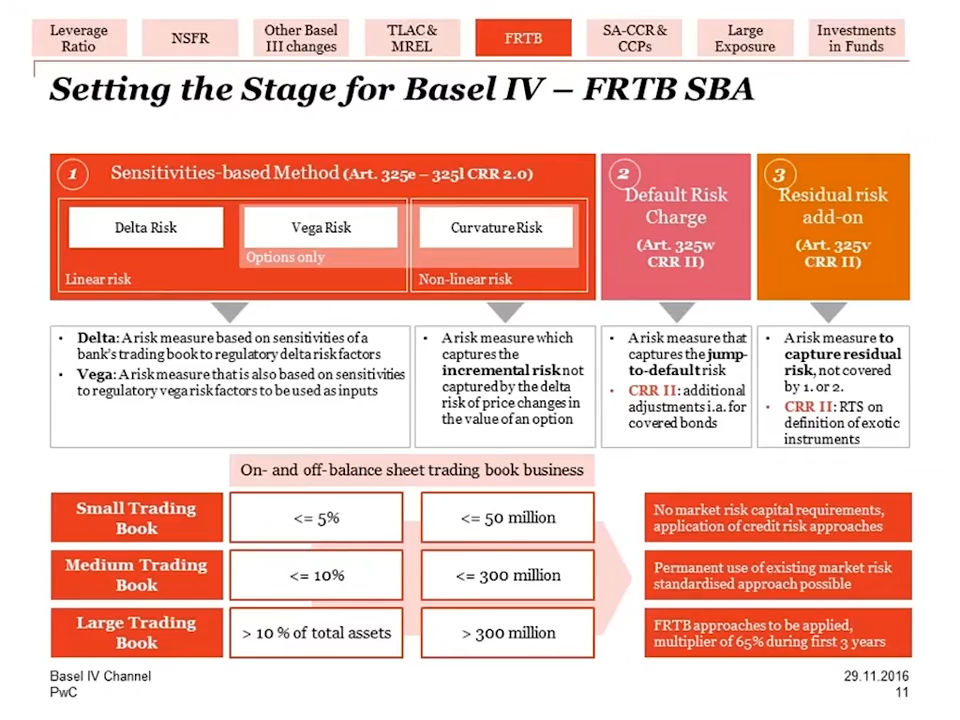 Leverage
Ratio
NSFR
Other Basel
III changes
TLAC &
MREL
FRTB
SA-CCR &
CCPs
Large
Exposure
Investments
in Funds
Setting the Stage for Basel IV – FRTB SBA
1
Sensitivities-based Method (Art. 325e – 325l CRR 2.0)
Delta Risk
Vega Risk
Curvature Risk
Options only
Linear risk
Non-linear risk
2
Default Risk
Charge
(Art. 325w
CRR II)
3
Residual risk
add-on
(Art. 325v
CRR II)
• Delta: A risk measure based on sensitivities of a
bank's trading book to regulatory delta risk factors
• Vega: A risk measure that is also based on sensitivities
to regulatory vega risk factors to be used as inputs
• A risk measure which
captures the
incremental risk not
captured by the delta
risk of price changes in
the value of an option
• A risk measure that
captures the jump-
to-default risk
• CRR II: additional
adjustments i.a. for
covered bonds
• A risk measure to
capture residual
risk, not covered
by 1. or 2.
• CRR II: RTS on
definition of exotic
instruments
On- and off-balance sheet trading book business
Small Trading
Book
<= 5%
<= 50 million
No market risk capital requirements,
application of credit risk approaches
Medium Trading
Book
<= 10%
<= 300 million
Permanent use of existing market risk
standardised approach possible
Large Trading
Book
> 10 % of total assets
> 300 million
FRTB approaches to be applied,
multiplier of 65% during first 3 years
Basel IV Channel
PwC
29.11.2016
11